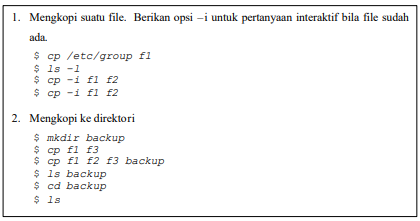 1. Mengkopi suatu file. Berikan opsi –i untuk pertanyaan interaktif bila file sudah
ada.
$ cp /etc/group f1
$ ls -l
$ cp -i f1 f2
$ cp -i f1 f2
2. Mengkopi ke direktori
$ mkdir backup
$ cp f1 f3
$ cp f1 f2 f3 backup
$ ls backup
$ cd backup
$ ls